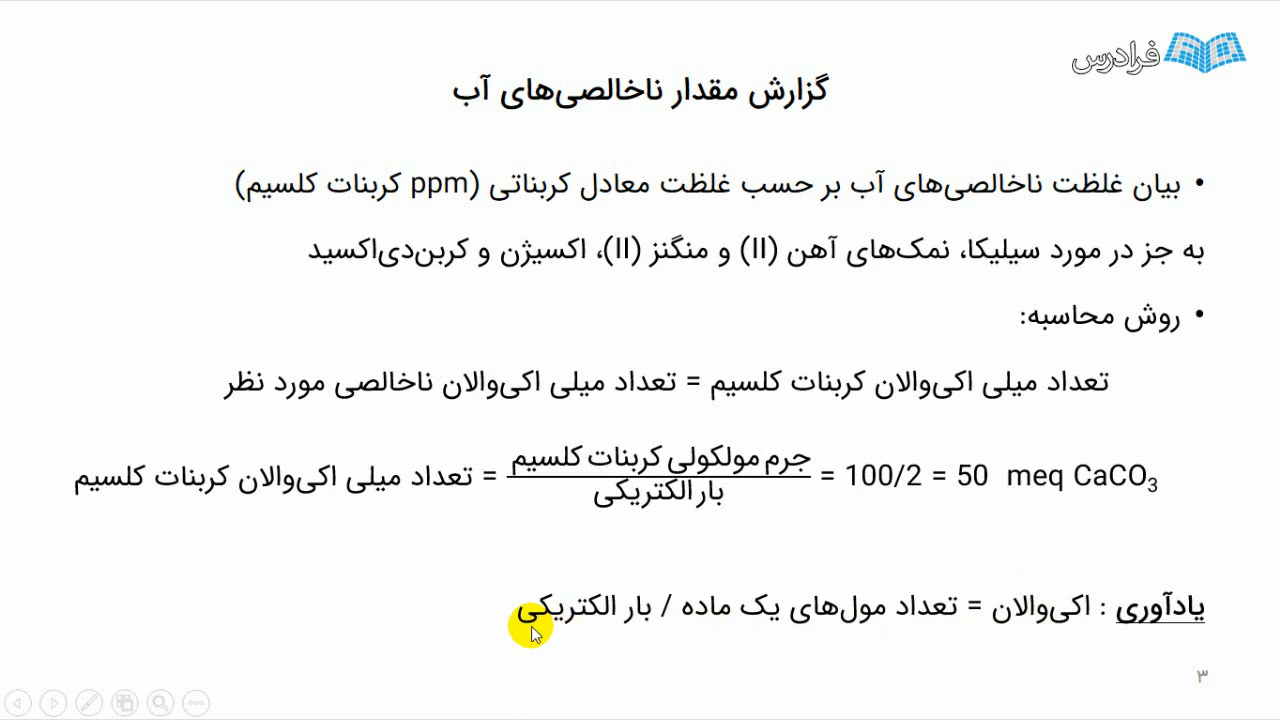 فرادرس
گزارش مقدار ناخالصی‌های آب
• بیان غلظت ناخالصی‌های آب بر حسب غلظت معادل کربناتی (ppm کربنات کلسیم)
به جز در مورد سیلیکا، نمک‌های آهن (II) و منگنز (II)، اکسیژن و کربن‌دی‌اکسید
• روش محاسبه:
تعداد میلی اکی‌والان کربنات کلسیم = تعداد میلی اکی‌والان ناخالصی مورد نظر
تعداد میلی اکی‌والان کربنات کلسیم = جرم مولکولی کربنات کلسیم / بار الکتریکی = 100/2 = 50 meq CaCO₃
یادآوری : اکی‌والان = تعداد مول‌های یک ماده / بار الکتریکی
۳